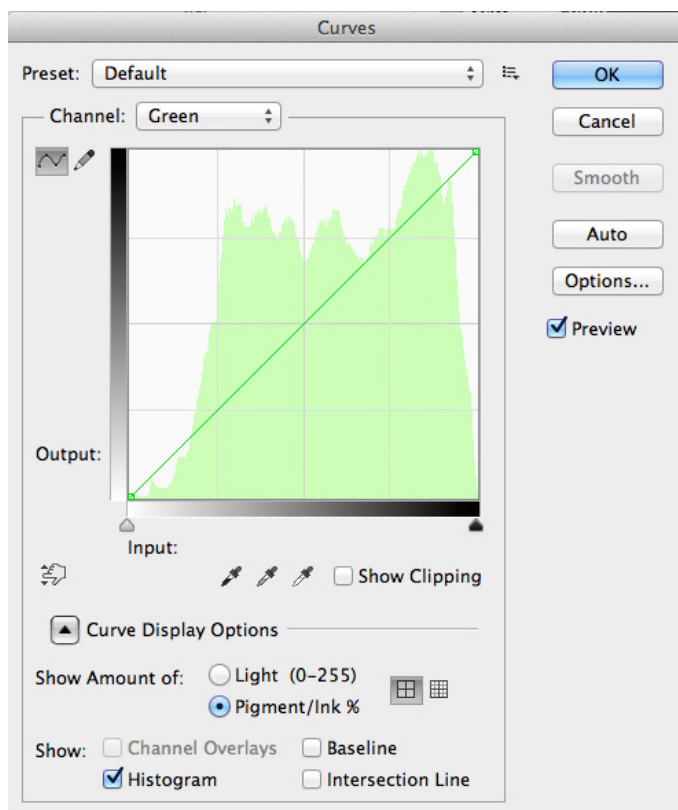 Curves
Preset: Default
OK
Channel: Green
Cancel
Smooth
Auto
Options...
Preview
Output:
Input:
Show Clipping
Curve Display Options
Show Amount of: Light (0–255)
Pigment/Ink %
Show: Channel Overlays Baseline
Histogram Intersection Line